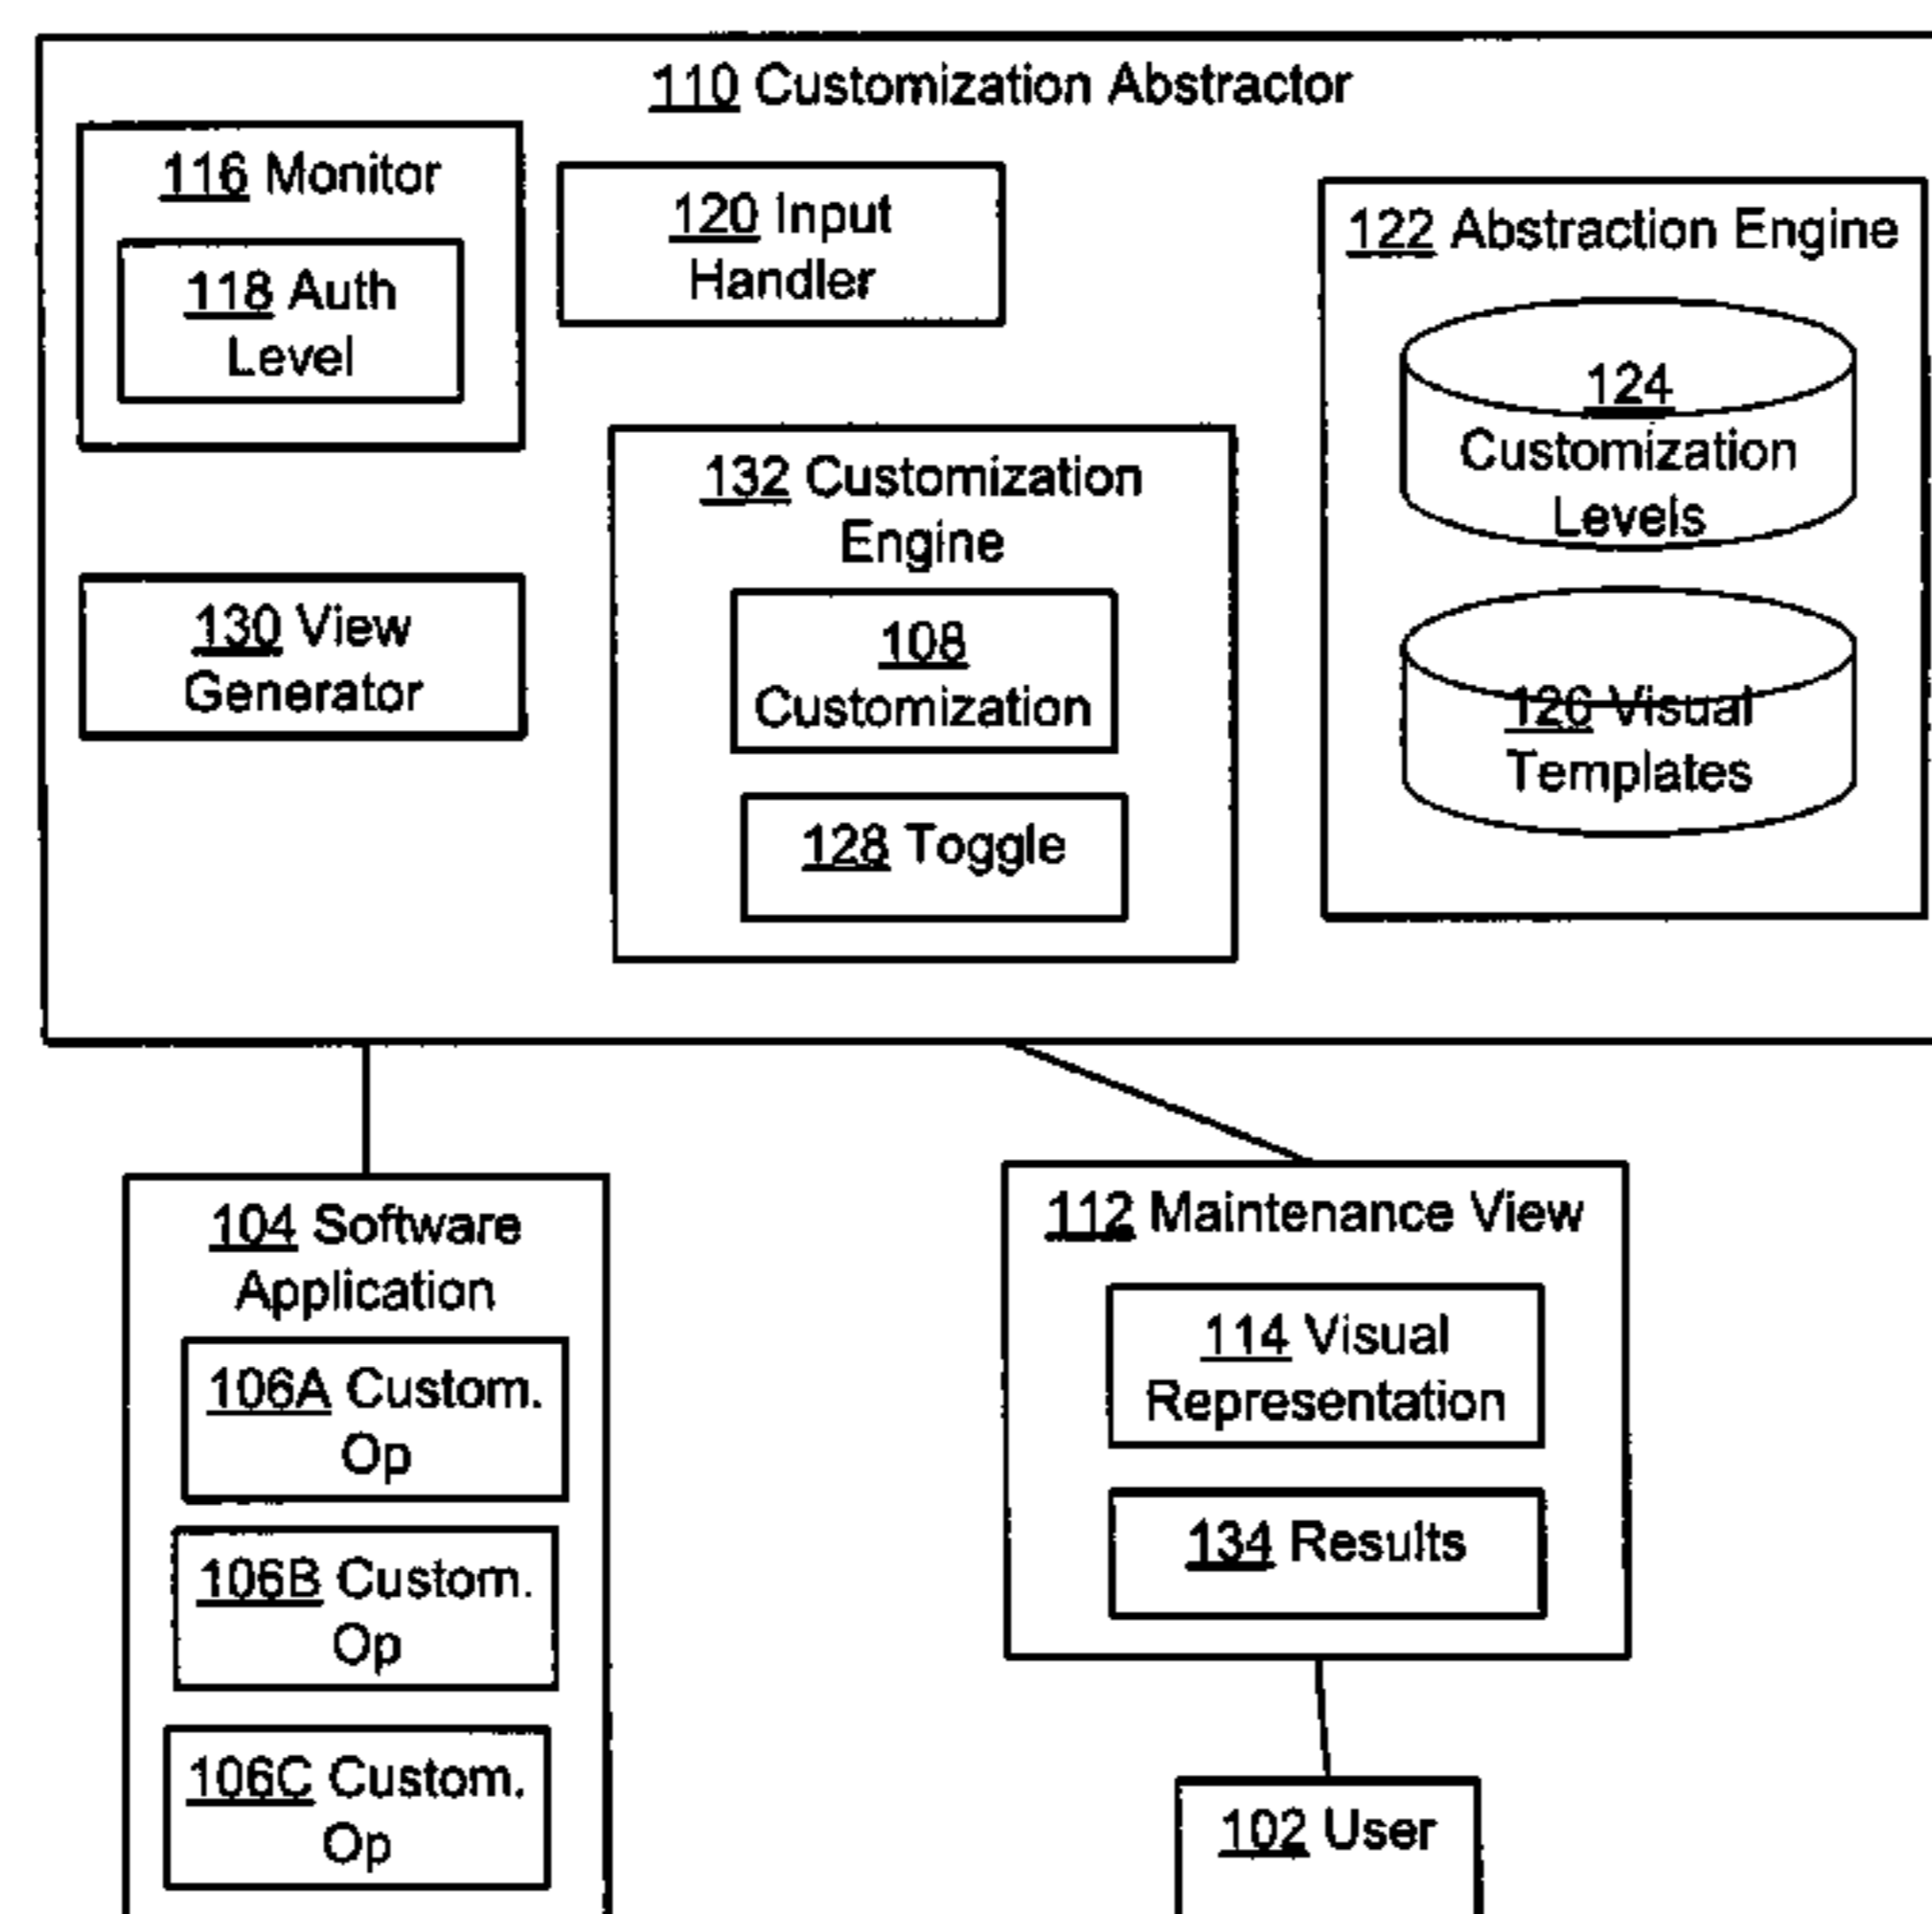 110 Customization Abstractor
116 Monitor
118 Auth
Level
120 Input
Handler
122 Abstraction Engine
124
Customization
Levels
126 Visual
Templates
132 Customization
Engine
108
Customization
128 Toggle
130 View
Generator
104 Software
Application
106A Custom.
Op
106B Custom.
Op
106C Custom.
Op
112 Maintenance View
114 Visual
Representation
134 Results
102 User